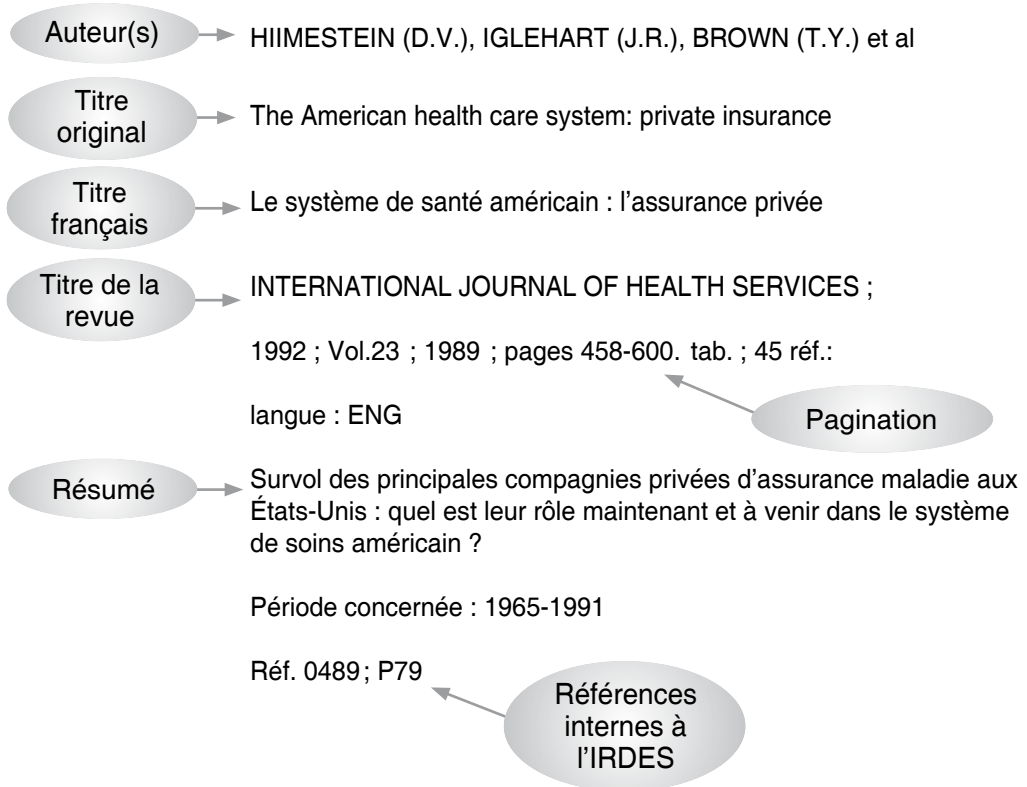 Auteur(s)
HIIMESTEIN (D.V.), IGLEHART (J.R.), BROWN (T.Y.) et al
Titre
original
The American health care system: private insurance
Titre
français
Le système de santé américain : l'assurance privée
Titre de la
revue
INTERNATIONAL JOURNAL OF HEALTH SERVICES ;
1992 ; Vol.23 ; 1989 ; pages 458-600. tab. ; 45 réf.:
langue : ENG
Pagination
Résumé
Survol des principales compagnies privées d'assurance maladie aux
États-Unis : quel est leur rôle maintenant et à venir dans le système
de soins américain ?
Période concernée : 1965-1991
Réf. 0489 ; P79
Références
internes à
l'IRDES